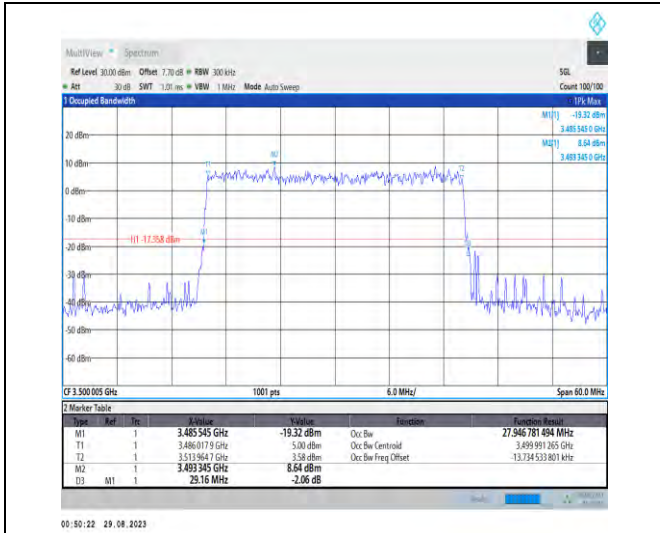 MultiView Spectrum
Ref Level 30.00 dBm Offset 7.70 dB RBW 300 kHz SGL
Att 30 dB SWT 1.01 ms VBW 1 MHz Mode Auto Sweep Count 100/100
1 Occupied Bandwidth 1Pk Max
M1[1] -19.32 dBm
3.485 545 0 GHz
20 dBm
M2[1] 8.64 dBm
3.493 345 0 GHz
M2
T1
T2
10 dBm
0 dBm
-10 dBm
M1
H1 -17.358 dBm
-20 dBm
-30 dBm
-40 dBm
-50 dBm
-60 dBm
CF 3.500 005 GHz 1001 pts 6.0 MHz/ Span 60.0 MHz
2 Marker Table
Type Ref Trc X-Value Y-Value Function Function Result
M1 1 3.485 545 GHz -19.32 dBm Occ Bw 27.946 781 494 MHz
T1 1 3.486 017 9 GHz 5.00 dBm Occ Bw Centroid 3.499 991 265 GHz
T2 1 3.513 964 7 GHz 3.58 dBm Occ Bw Freq Offset -13.734 533 801 kHz
M2 1 3.493 345 GHz 8.64 dBm
D3 M1 1 29.16 MHz -2.06 dB
00:50:22 29.08.2023